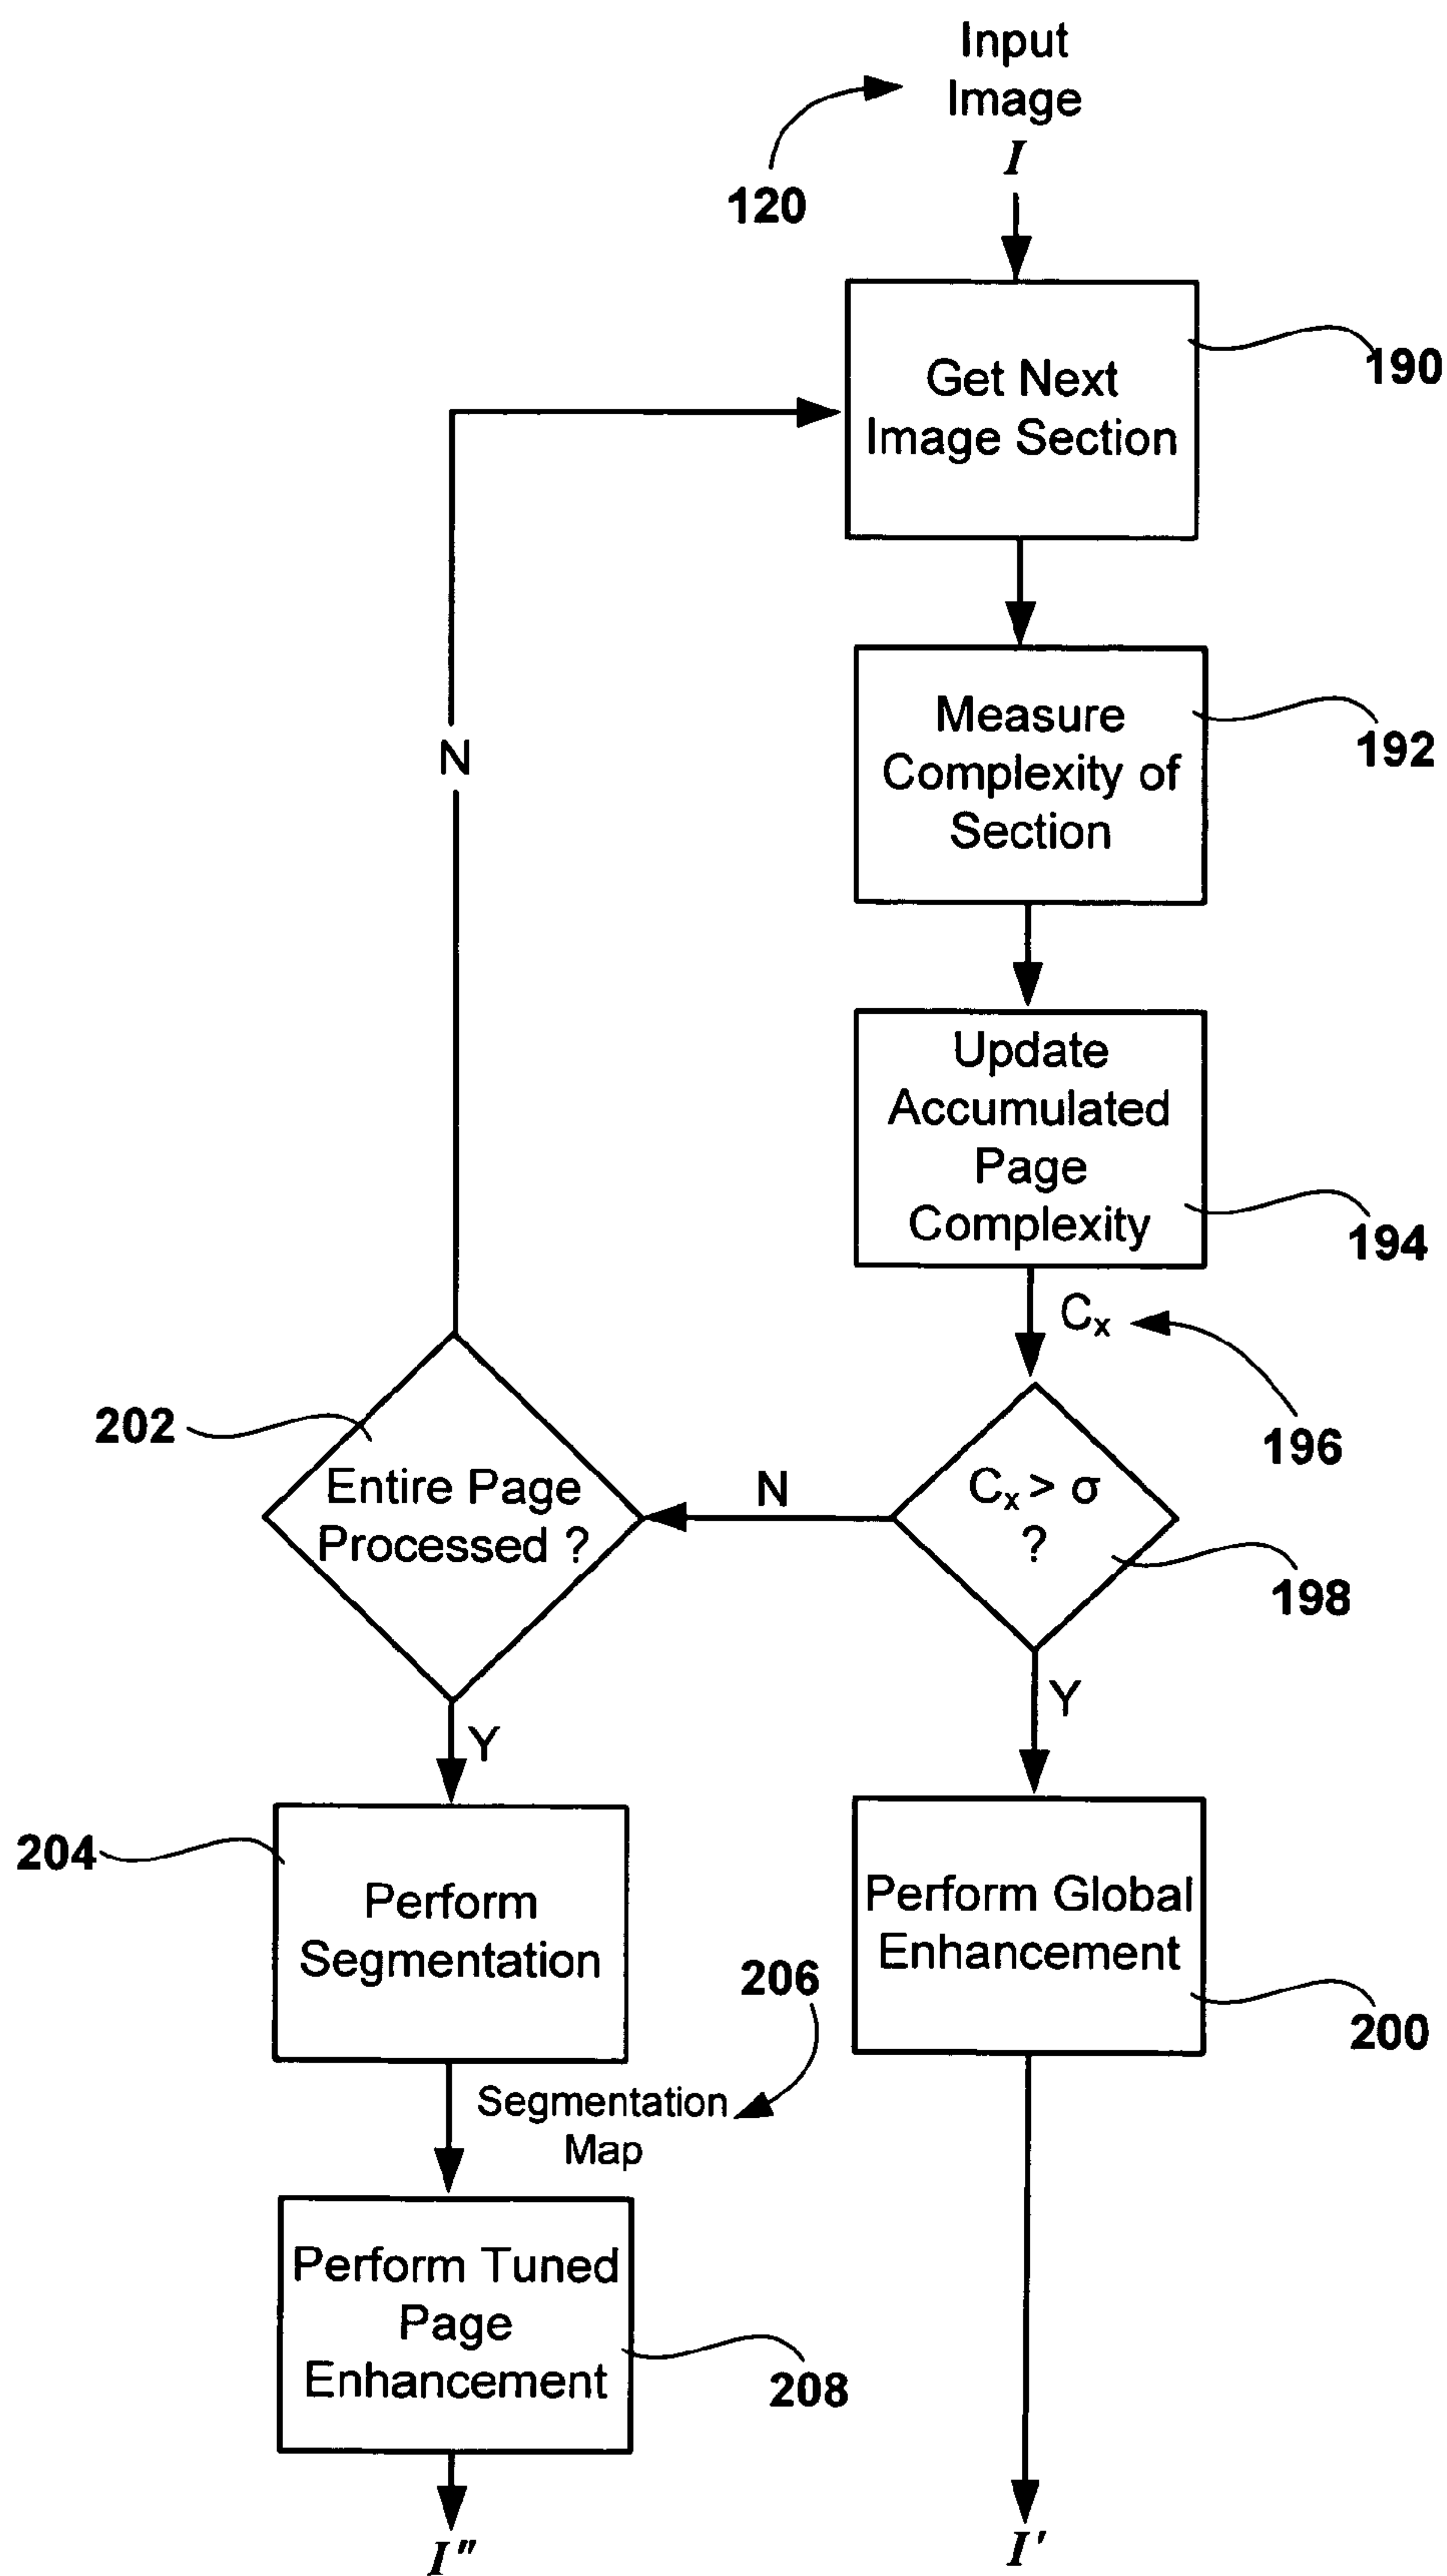 Input
Image
I
120
Get Next
Image Section
190
N
Measure
Complexity of
Section
192
Update
Accumulated
Page
Complexity
194
Cx
196
202
Entire Page
Processed ?
N
Cx > σ
?
198
Y
Y
204
Perform
Segmentation
Perform Global
Enhancement
200
206
Segmentation
Map
Perform Tuned
Page
Enhancement
208
I"
I'